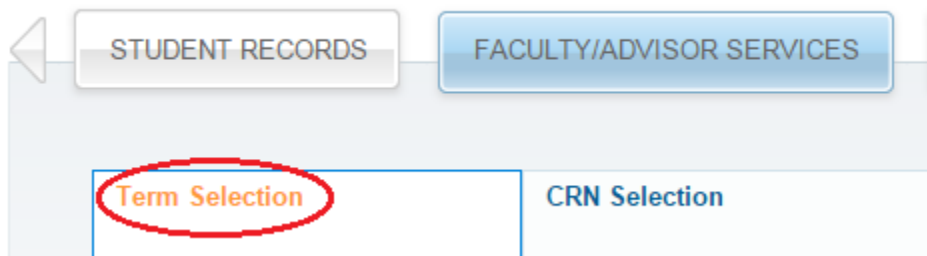 STUDENT RECORDS FACULTY/ADVISOR SERVICES
Term Selection CRN Selection